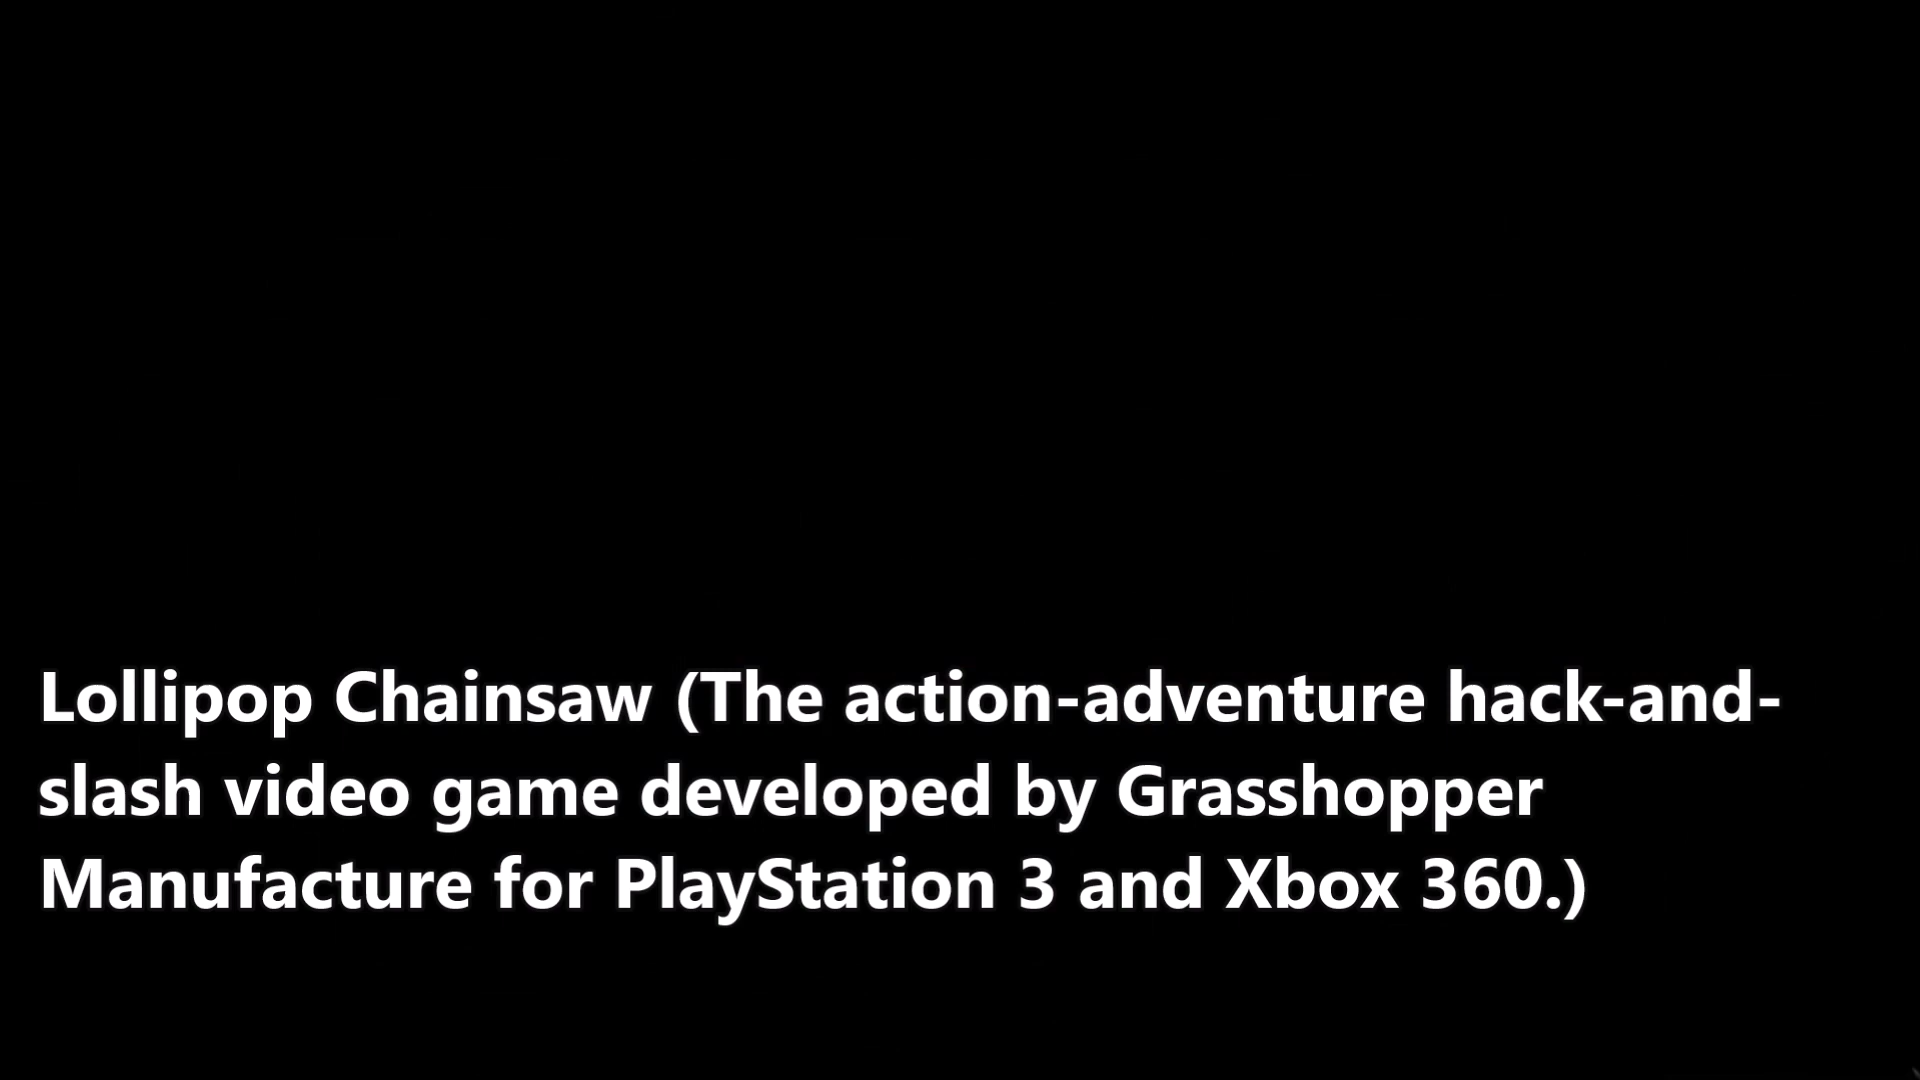 Lollipop Chainsaw (The action-adventure hack-and-
slash video game developed by Grasshopper
Manufacture for PlayStation 3 and Xbox 360.)